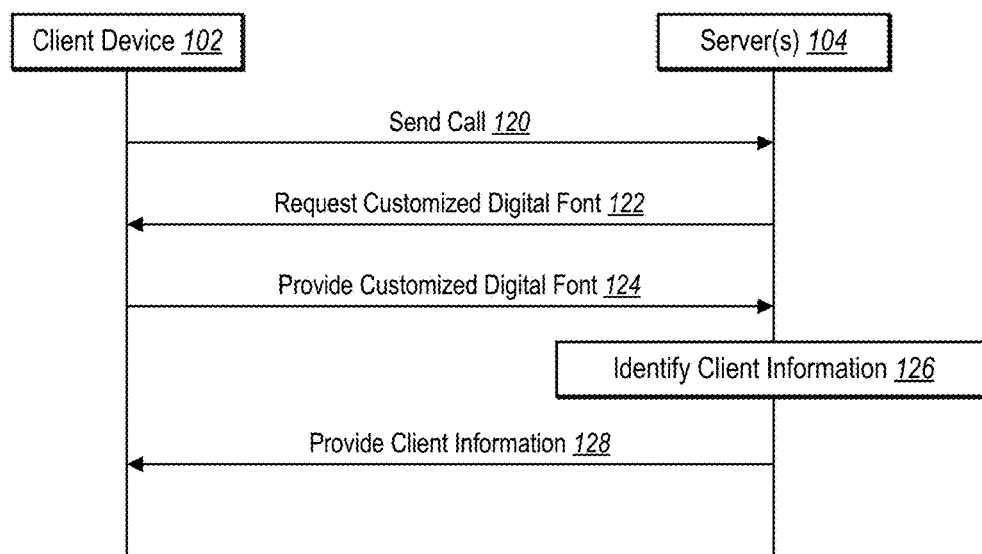 Client Device 102
Server(s) 104
Send Call 120
Request Customized Digital Font 122
Provide Customized Digital Font 124
Identify Client Information 126
Provide Client Information 128